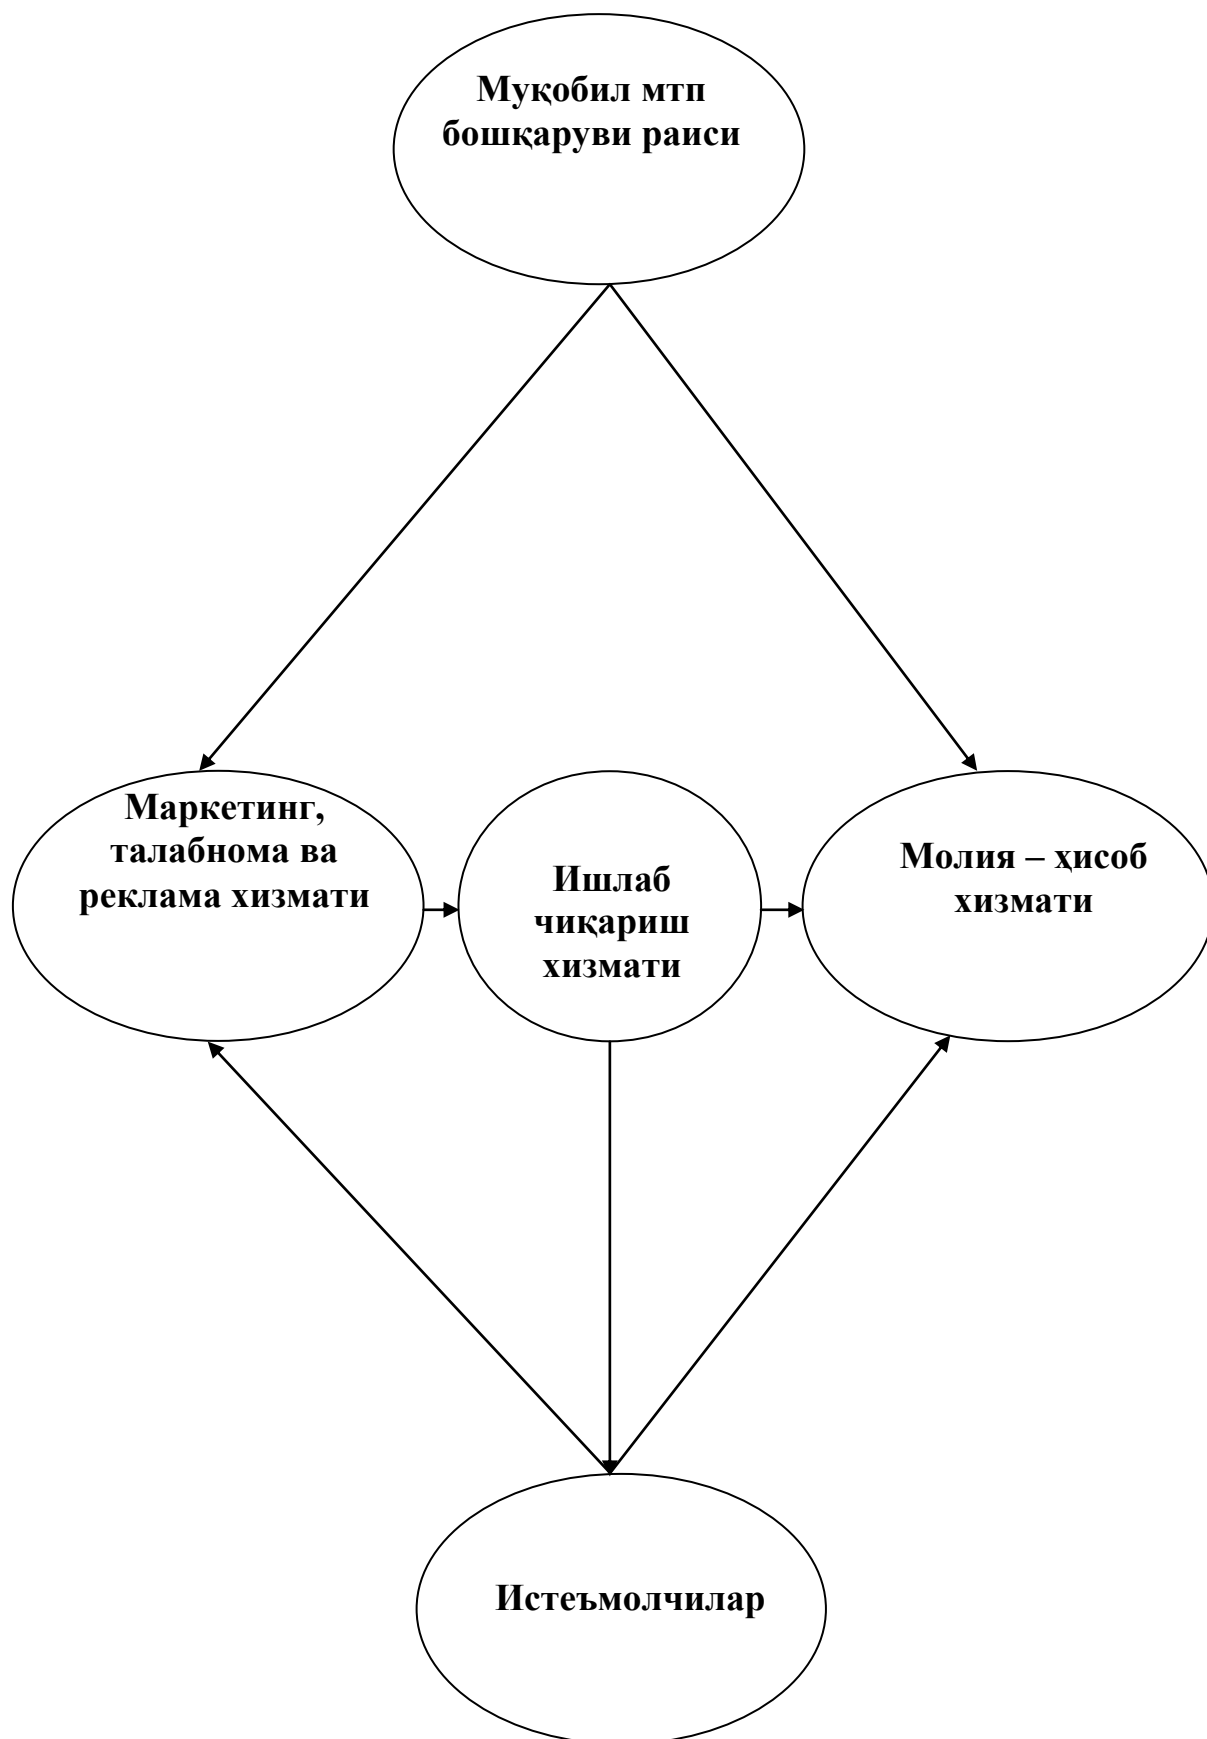 Муқобил мтп
бошқаруви раиси
Маркетинг,
талабнома ва
реклама хизмати
Ишлаб
чиқариш
хизмати
Молия – ҳисоб
хизмати
Истеъмолчилар